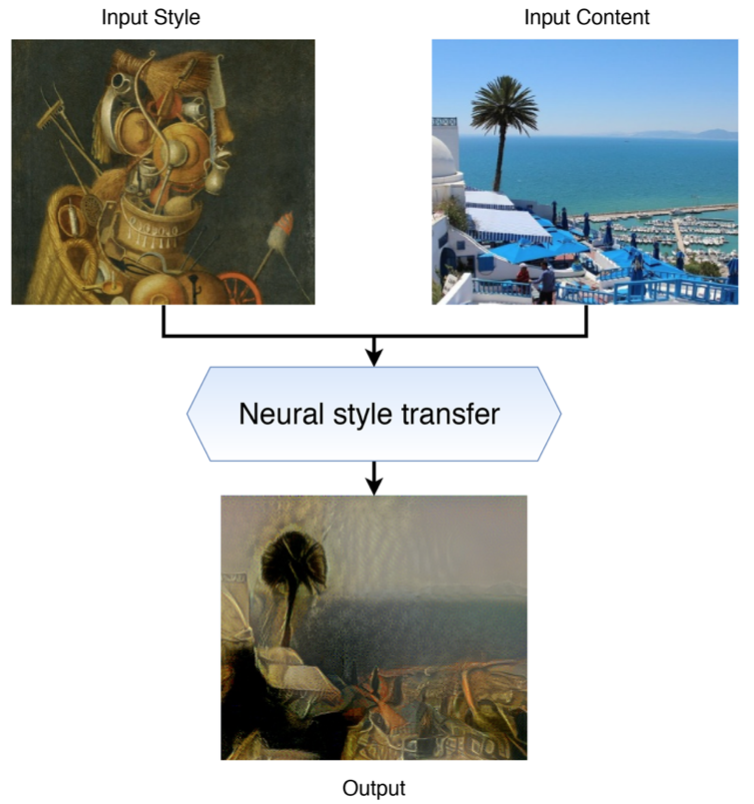 Input Style
Input Content
Neural style transfer
Output